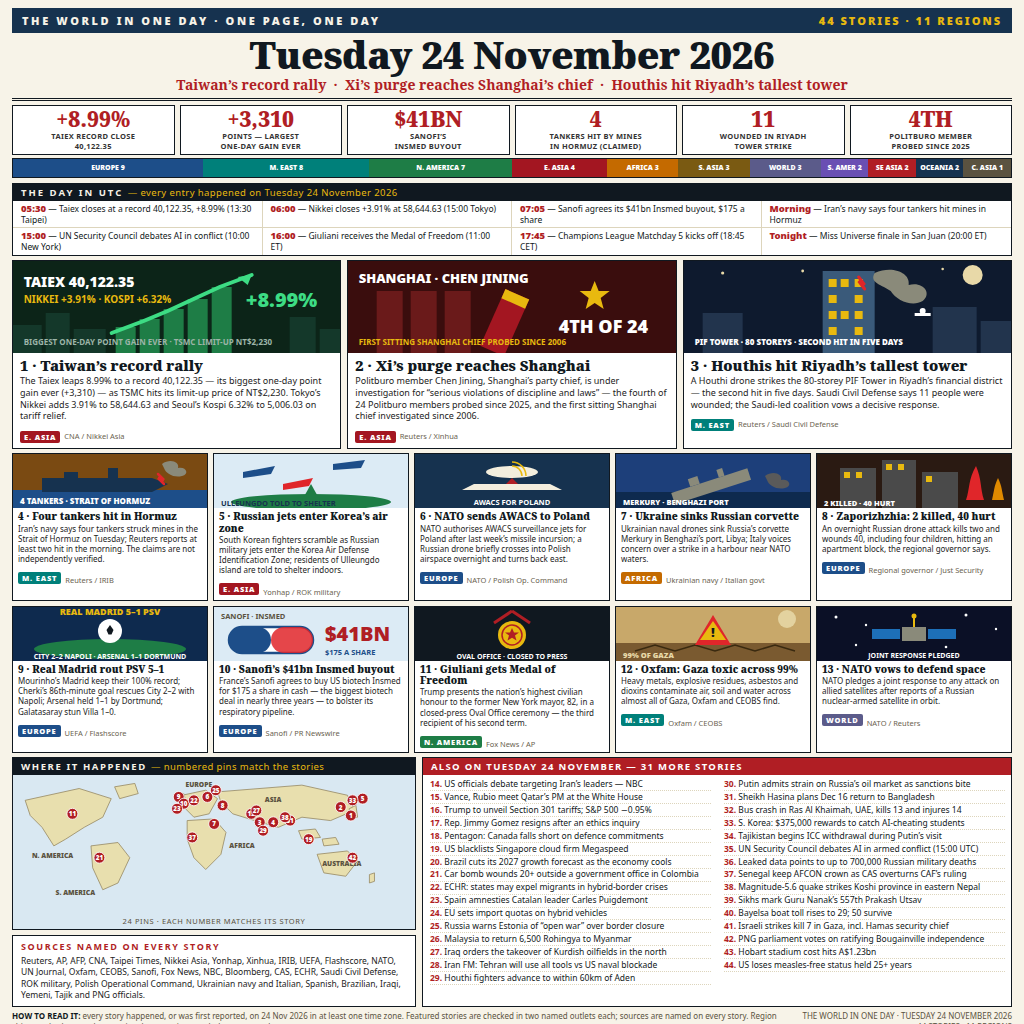 THE WORLD IN ONE DAY · ONE PAGE, ONE DAY
44 STORIES · 11 REGIONS
Tuesday 24 November 2026
Taiwan’s record rally · Xi’s purge reaches Shanghai’s chief · Houthis hit Riyadh’s tallest tower
+8.99%
TAIEX RECORD CLOSE
40,122.35
+3,310
POINTS — LARGEST
ONE-DAY GAIN EVER
$41BN
SANOFI’S
INSMED BUYOUT
4
TANKERS HIT BY MINES
IN HORMUZ (CLAIMED)
11
WOUNDED IN RIYADH
TOWER STRIKE
4TH
POLITBURO MEMBER
PROBED SINCE 2025
EUROPE 9
M. EAST 8
N. AMERICA 7
E. ASIA 4
AFRICA 3
S. ASIA 3
WORLD 3
S. AMER 2
SE ASIA 2
OCEANIA 2
C. ASIA 1
THE DAY IN UTC — every entry happened on Tuesday 24 November 2026
05:30 — Taiex closes at a record 40,122.35, +8.99% (13:30
Taipei)
06:00 — Nikkei closes +3.91% at 58,644.63 (15:00 Tokyo)
07:05 — Sanofi agrees its $41bn Insmed buyout, $175 a
share
Morning — Iran’s navy says four tankers hit mines in
Hormuz
15:00 — UN Security Council debates AI in conflict (10:00
New York)
16:00 — Giuliani receives the Medal of Freedom (11:00
ET)
17:45 — Champions League Matchday 5 kicks off (18:45
CET)
Tonight — Miss Universe finale in San Juan (20:00 ET)
TAIEX 40,122.35
NIKKEI +3.91% · KOSPI +6.32%
+8.99%
BIGGEST ONE-DAY POINT GAIN EVER · TSMC LIMIT-UP NT$2,230
1 · Taiwan’s record rally
The Taiex leaps 8.99% to a record 40,122.35 — its biggest one-day point
gain ever (+3,310) — as TSMC hits its limit-up price of NT$2,230. Tokyo’s
Nikkei adds 3.91% to 58,644.63 and Seoul’s Kospi 6.32% to 5,006.03 on
tariff relief.
E. ASIA CNA / Nikkei Asia
SHANGHAI · CHEN JINING
4TH OF 24
FIRST SITTING SHANGHAI CHIEF PROBED SINCE 2006
2 · Xi’s purge reaches Shanghai
Politburo member Chen Jining, Shanghai’s party chief, is under
investigation for “serious violations of discipline and laws” — the fourth of
24 Politburo members probed since 2025, and the first sitting Shanghai
chief investigated since 2006.
E. ASIA Reuters / Xinhua
PIF TOWER · 80 STOREYS · SECOND HIT IN FIVE DAYS
3 · Houthis hit Riyadh’s tallest tower
A Houthi drone strikes the 80-storey PIF Tower in Riyadh’s financial district
— the second hit in five days. Saudi Civil Defense says 11 people were
wounded; the Saudi-led coalition vows a decisive response.
M. EAST Reuters / Saudi Civil Defense
4 TANKERS · STRAIT OF HORMUZ
4 · Four tankers hit in Hormuz
Iran’s navy says four tankers struck mines in the
Strait of Hormuz on Tuesday; Reuters reports at
least two hit in the morning. The claims are not
independently verified.
M. EAST Reuters / IRIB
ULLEUNGDO TOLD TO SHELTER
5 · Russian jets enter Korea’s air
zone
South Korean fighters scramble as Russian
military jets enter the Korea Air Defense
Identification Zone; residents of Ulleungdo
island are told to shelter indoors.
E. ASIA Yonhap / ROK military
AWACS FOR POLAND
6 · NATO sends AWACS to Poland
NATO authorises AWACS surveillance jets for
Poland after last week’s missile incursion; a
Russian drone briefly crosses into Polish
airspace overnight and turns back east.
EUROPE NATO / Polish Op. Command
MERKURY · BENGHAZI PORT
7 · Ukraine sinks Russian corvette
Ukrainian naval drones sink Russia’s corvette
Merkury in Benghazi’s port, Libya; Italy voices
concern over a strike in a harbour near NATO
waters.
AFRICA Ukrainian navy / Italian govt
2 KILLED · 40 HURT
8 · Zaporizhzhia: 2 killed, 40 hurt
An overnight Russian drone attack kills two and
wounds 40, including four children, hitting an
apartment block, the regional governor says.
EUROPE Regional governor / Just Security
REAL MADRID 5–1 PSV
CITY 2–2 NAPOLI · ARSENAL 1–1 DORTMUND
9 · Real Madrid rout PSV 5–1
Mourinho’s Madrid keep their 100% record;
Cherki’s 86th-minute goal rescues City 2–2 with
Napoli; Arsenal held 1–1 by Dortmund;
Galatasaray stun Villa 1–0.
EUROPE UEFA / Flashscore
SANOFI · INSMED
$41BN
$175 A SHARE
10 · Sanofi’s $41bn Insmed buyout
France’s Sanofi agrees to buy US biotech Insmed
for $175 a share in cash — the biggest biotech
deal in nearly three years — to bolster its
respiratory pipeline.
EUROPE Sanofi / PR Newswire
OVAL OFFICE · CLOSED TO PRESS
11 · Giuliani gets Medal of
Freedom
Trump presents the nation’s highest civilian
honour to the former New York mayor, 82, in a
closed-press Oval Office ceremony — the third
recipient of his second term.
N. AMERICA Fox News / AP
!
99% OF GAZA
12 · Oxfam: Gaza toxic across 99%
Heavy metals, explosive residues, asbestos and
dioxins contaminate air, soil and water across
almost all of Gaza, Oxfam and CEOBS find.
M. EAST Oxfam / CEOBS
JOINT RESPONSE PLEDGED
13 · NATO vows to defend space
NATO pledges a joint response to any attack on
allied satellites after reports of a Russian
nuclear-armed satellite in orbit.
WORLD NATO / Reuters
WHERE IT HAPPENED — numbered pins match the stories
EUROPE
ASIA
N. AMERICA
AFRICA
S. AMERICA
AUSTRALIA
11
21
9
23
10
22
6
25
8
37
7
27
3
29
4
38
2
33
5
1
19
42
24 PINS · EACH NUMBER MATCHES ITS STORY
SOURCES NAMED ON EVERY STORY
Reuters, AP, AFP, CNA, Taipei Times, Nikkei Asia, Yonhap, Xinhua, IRIB, UEFA, Flashscore, NATO,
UN Journal, Oxfam, CEOBS, Sanofi, Fox News, NBC, Bloomberg, CAS, ECHR, Saudi Civil Defense,
ROK military, Polish Operational Command, Ukrainian navy and Italian, Spanish, Brazilian, Iraqi,
Yemeni, Tajik and PNG officials.
ALSO ON TUESDAY 24 NOVEMBER — 31 MORE STORIES
14. US officials debate targeting Iran’s leaders — NBC
15. Vance, Rubio meet Qatar’s PM at the White House
16. Trump to unveil Section 301 tariffs; S&P 500 −0.95%
17. Rep. Jimmy Gomez resigns after an ethics inquiry
18. Pentagon: Canada falls short on defence commitments
19. US blacklists Singapore cloud firm Megaspeed
20. Brazil cuts its 2027 growth forecast as the economy cools
21. Car bomb wounds 20+ outside a government office in Colombia
22. ECHR: states may expel migrants in hybrid-border crises
23. Spain amnesties Catalan leader Carles Puigdemont
24. EU sets import quotas on hybrid vehicles
25. Russia warns Estonia of “open war” over border closure
26. Malaysia to return 6,500 Rohingya to Myanmar
27. Iraq orders the takeover of Kurdish oilfields in the north
28. Iran FM: Tehran will use all tools vs US naval blockade
29. Houthi fighters advance to within 60km of Aden
30. Putin admits strain on Russia’s oil market as sanctions bite
31. Sheikh Hasina plans Dec 16 return to Bangladesh
32. Bus crash in Ras Al Khaimah, UAE, kills 13 and injures 14
33. S. Korea: $375,000 rewards to catch AI-cheating students
34. Tajikistan begins ICC withdrawal during Putin’s visit
35. UN Security Council debates AI in armed conflict (15:00 UTC)
36. Leaked data points to up to 700,000 Russian military deaths
37. Senegal keep AFCON crown as CAS overturns CAF’s ruling
38. Magnitude-5.6 quake strikes Koshi province in eastern Nepal
39. Sikhs mark Guru Nanak’s 557th Prakash Utsav
40. Bayelsa boat toll rises to 29; 50 survive
41. Israeli strikes kill 7 in Gaza, incl. Hamas security chief
42. PNG parliament votes on ratifying Bougainville independence
43. Hobart stadium cost hits A$1.23bn
44. US loses measles-free status held 25+ years
HOW TO READ IT: every story happened, or was first reported, on 24 Nov 2026 in at least one time zone. Featured stories are checked in two named outlets each; sources are named on every story. Region
THE WORLD IN ONE DAY · TUESDAY 24 NOVEMBER 2026